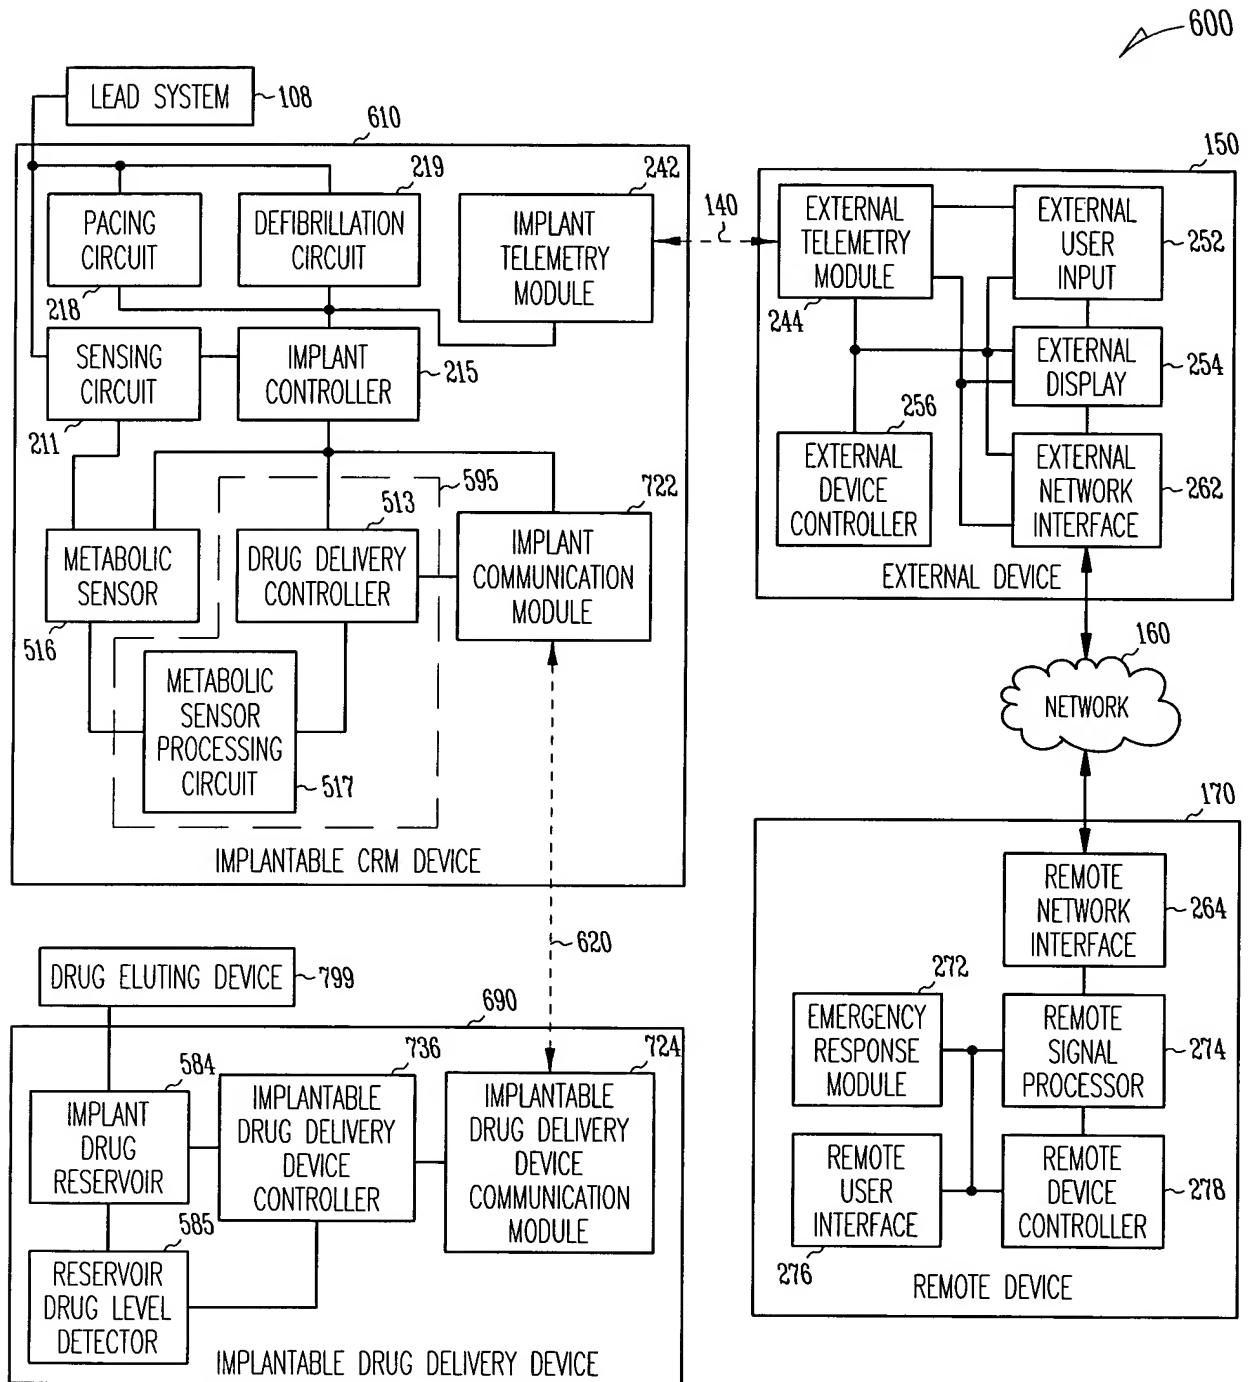 600
LEAD SYSTEM
108
610
PACING
CIRCUIT
218
219
DEFIBRILLATION
CIRCUIT
242
IMPLANT
TELEMETRY
MODULE
SENSING
CIRCUIT
211
IMPLANT
CONTROLLER
215
595
513
722
METABOLIC
SENSOR
516
DRUG DELIVERY
CONTROLLER
IMPLANT
COMMUNICATION
MODULE
METABOLIC
SENSOR
PROCESSING
CIRCUIT
517
IMPLANTABLE CRM DEVICE
140
150
EXTERNAL
TELEMETRY
MODULE
244
EXTERNAL
USER
INPUT
252
EXTERNAL
DISPLAY
254
256
EXTERNAL
DEVICE
CONTROLLER
EXTERNAL
NETWORK
INTERFACE
262
EXTERNAL DEVICE
160
NETWORK
170
REMOTE
NETWORK
INTERFACE
264
272
EMERGENCY
RESPONSE
MODULE
REMOTE
SIGNAL
PROCESSOR
274
REMOTE
USER
INTERFACE
276
REMOTE
DEVICE
CONTROLLER
278
REMOTE DEVICE
620
DRUG ELUTING DEVICE
799
690
584
736
724
IMPLANT
DRUG
RESERVOIR
IMPLANTABLE
DRUG DELIVERY
DEVICE
CONTROLLER
IMPLANTABLE
DRUG DELIVERY
DEVICE
COMMUNICATION
MODULE
585
RESERVOIR
DRUG LEVEL
DETECTOR
IMPLANTABLE DRUG DELIVERY DEVICE